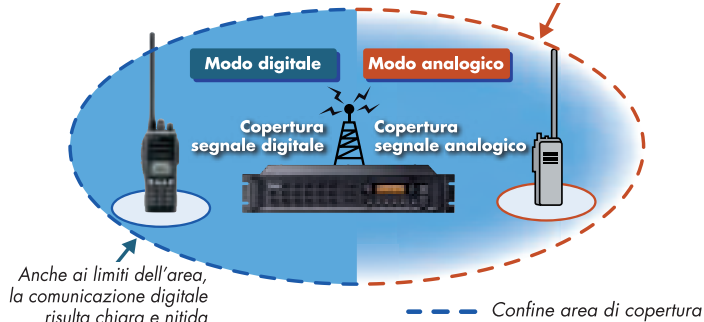 Modo digitale
Modo analogico
Copertura
segnale digitale
Copertura
segnale analogico
Anche ai limiti dell'area,
la comunicazione digitale
risulta chiara e nitida
Confine area di copertura